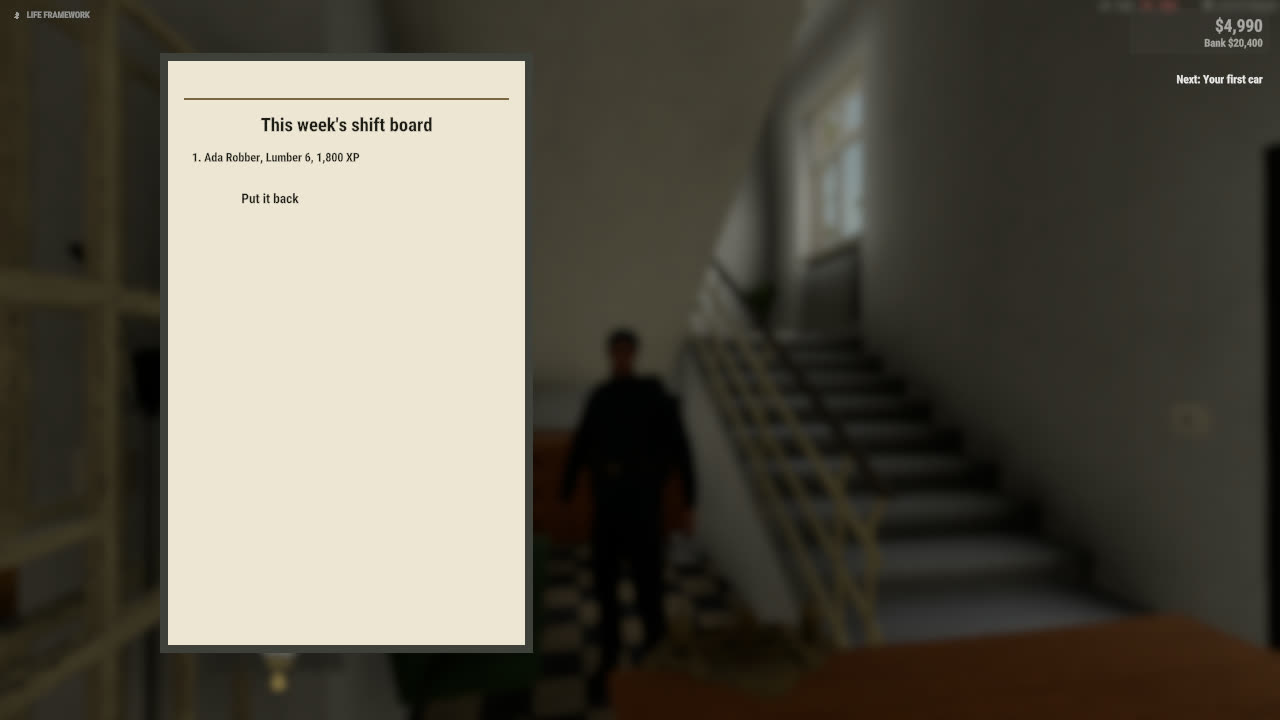 LIFE FRAMEWORK
$4,990
Bank $20,400
Next: Your first car
This week's shift board
1. Ada Robber, Lumber 6, 1,800 XP
Put it back